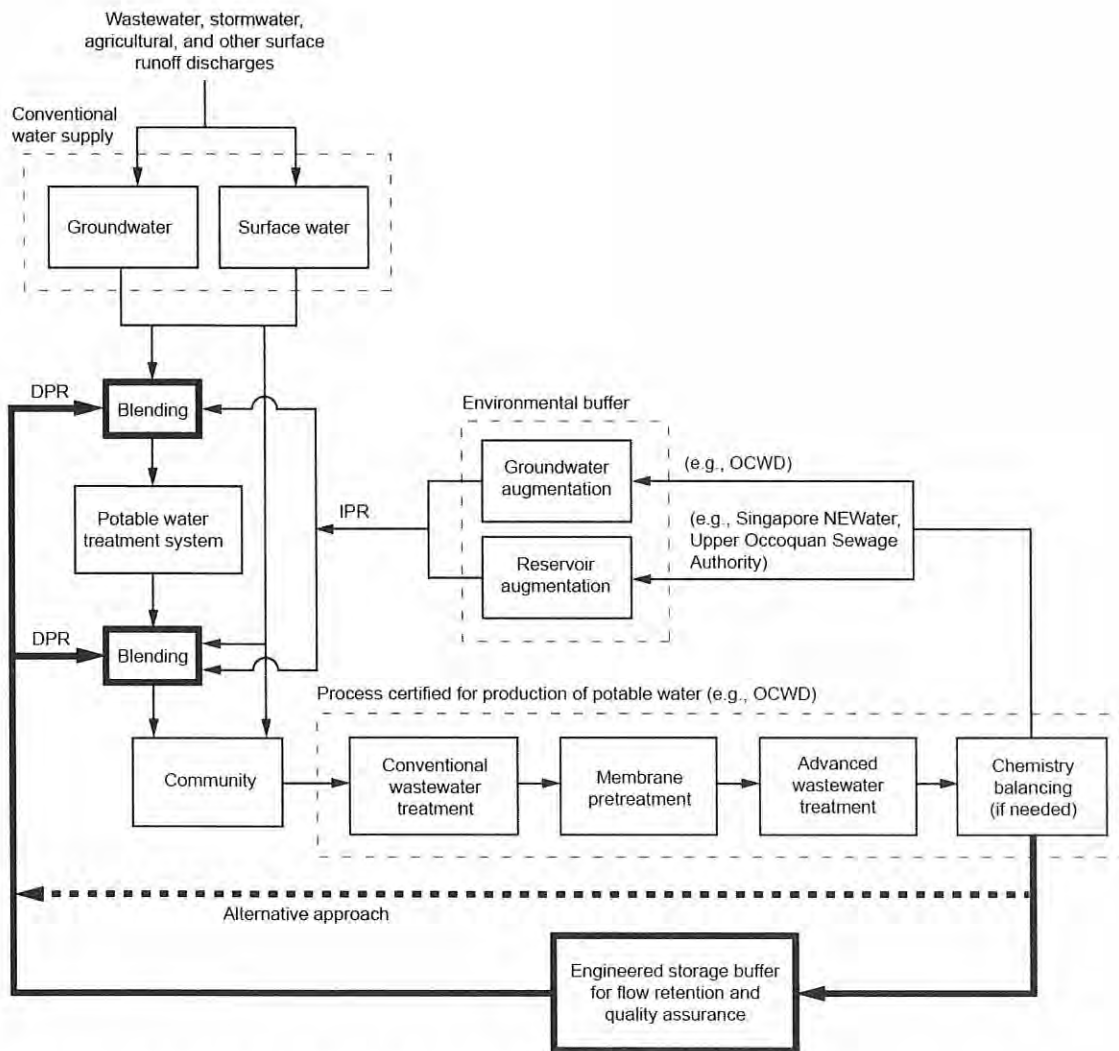 Wastewater, stormwater,
agricultural, and other surface
runoff discharges
Conventional
water supply
Groundwater
Surface water
DPR
Blending
Environmental buffer
Groundwater
augmentation
(e.g., OCWD)
IPR
Potable water
treatment system
(e.g., Singapore NEWater,
Upper Occoquan Sewage
Authority)
Reservoir
augmentation
DPR
Blending
Process certified for production of potable water (e.g., OCWD)
Community
Conventional
wastewater
treatment
Membrane
pretreatment
Advanced
wastewater
treatment
Chemistry
balancing
(if needed)
Alternative approach
Engineered storage buffer
for flow retention and
quality assurance